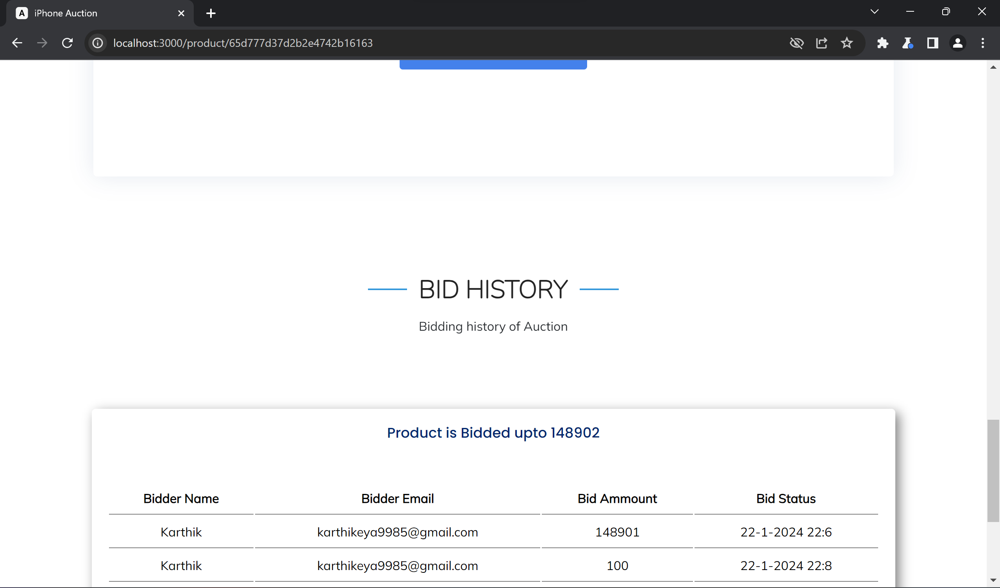 A iPhone Auction
localhost:3000/product/65d777d37d2b2e4742b16163
BID HISTORY
Bidding history of Auction
Product is Bidded upto 148902
Bidder Name Bidder Email Bid Ammount Bid Status
Karthik karthikeya9985@gmail.com 148901 22-1-2024 22:6
Karthik karthikeya9985@gmail.com 100 22-1-2024 22:8